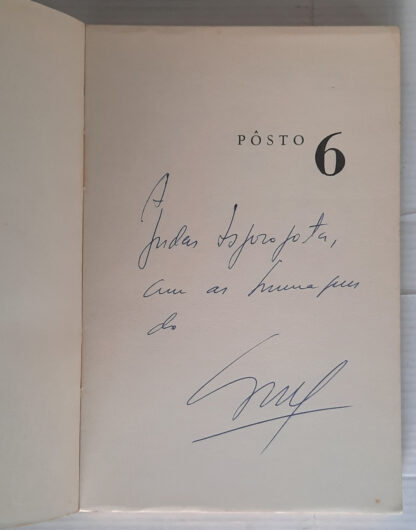 PÔSTO 6
A
Judas Isgorogota,
com as homenagens
do